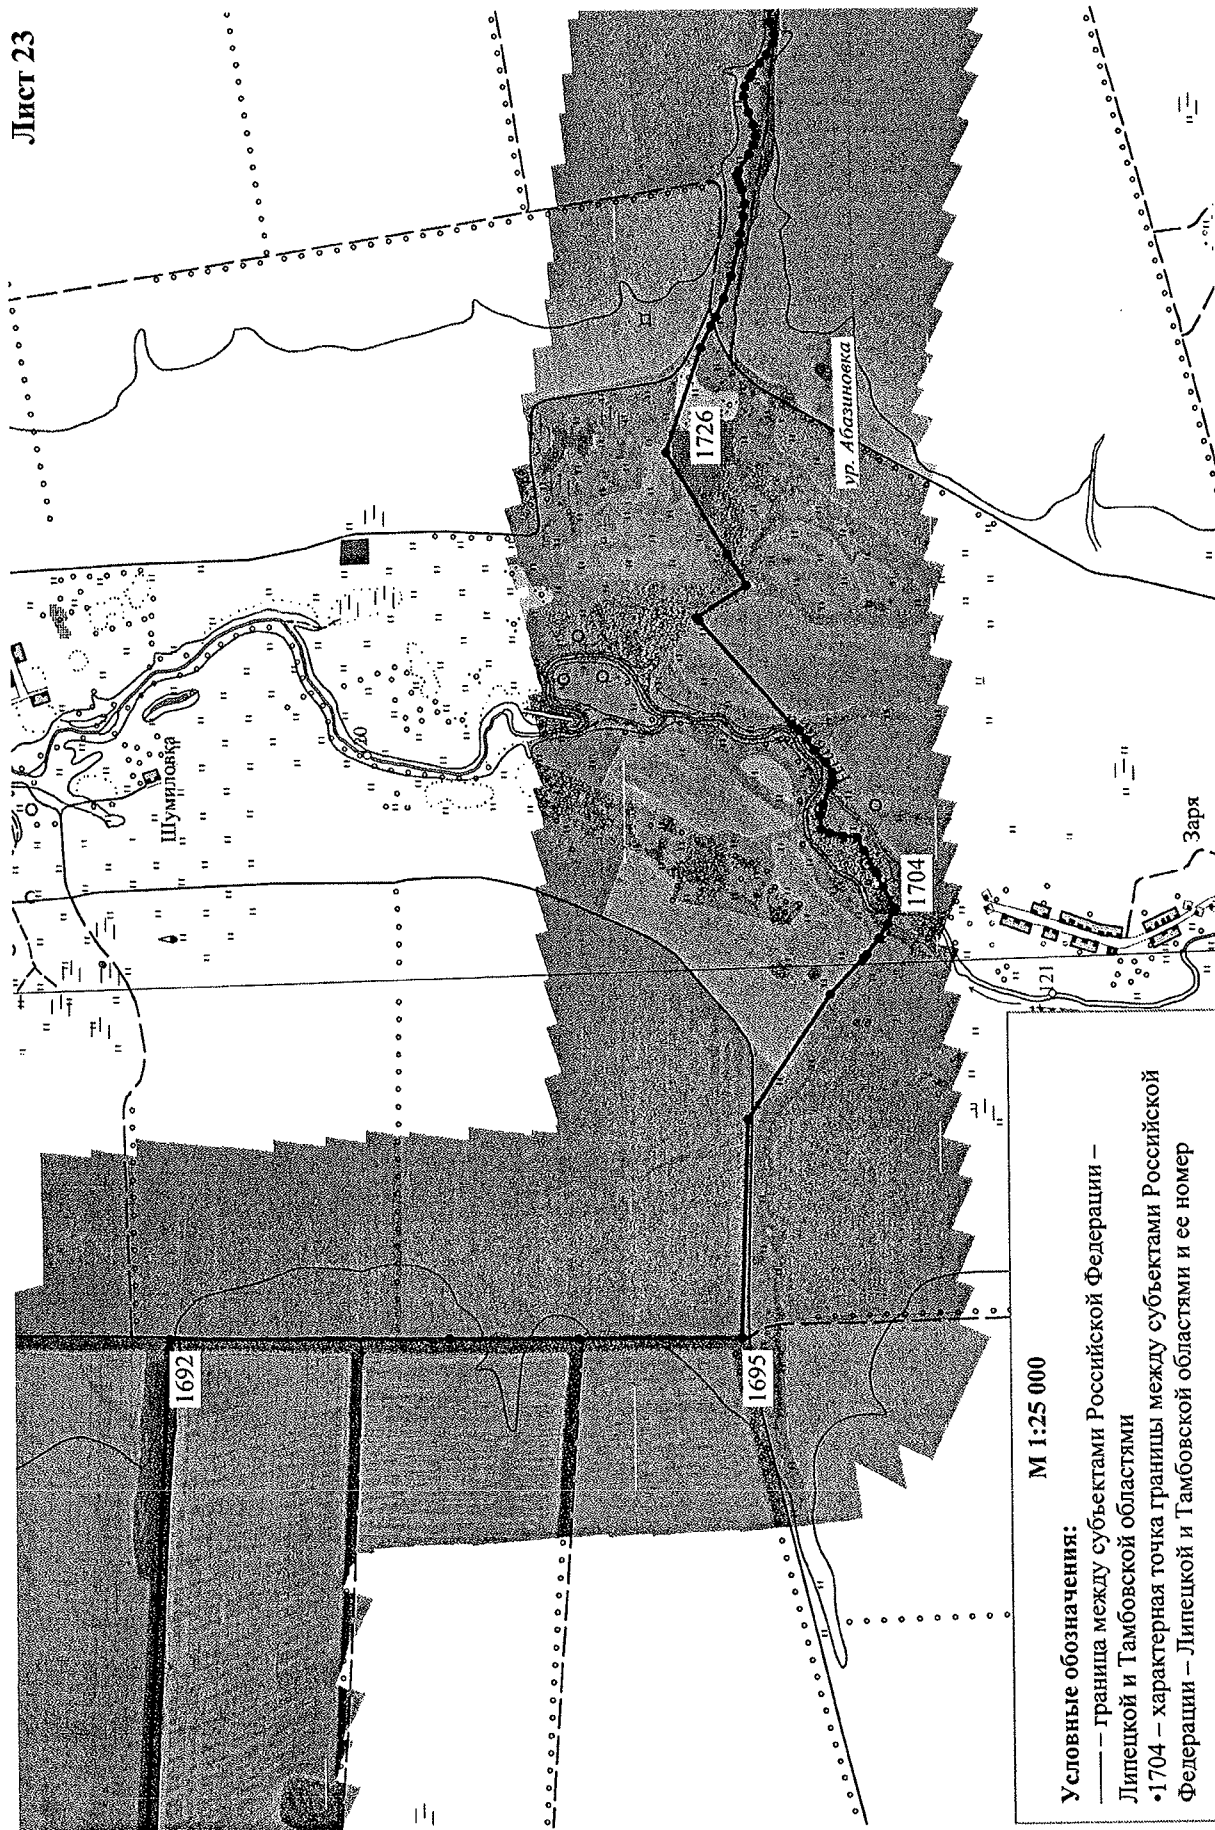 Лист 23
Шумиловка
20
1726
ур. Абазиновка
1704
Заря
121
1692
1695
М 1:25 000
Условные обозначения:
—— – граница между субъектами Российской Федерации –
Липецкой и Тамбовской областями
•1704 – характерная точка границы между субъектами Российской
Федерации – Липецкой и Тамбовской областями и ее номер